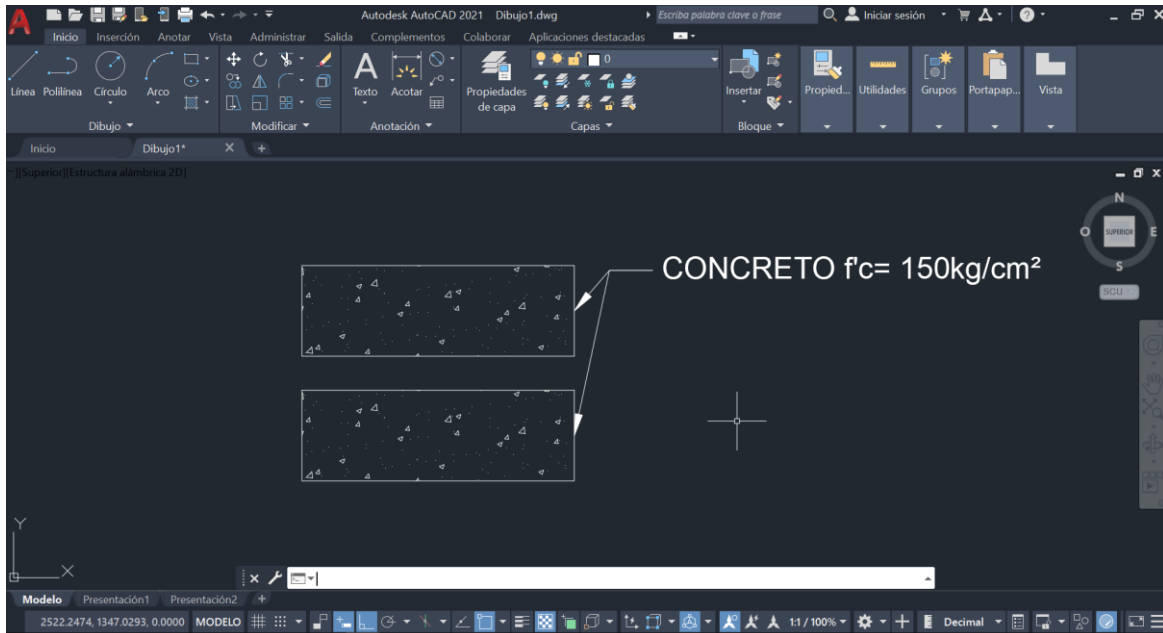 Autodesk AutoCAD 2021 Dibujo1.dwg
Escriba palabra clave o frase
Iniciar sesión
Inicio Inserción Anotar Vista Administrar Salida Complementos Colaborar Aplicaciones destacadas
0
Línea Polilínea Círculo Arco
Texto Acotar
Propiedades de capa
Insertar
Propied...
Utilidades
Grupos
Portapap...
Vista
Dibujo
Modificar
Anotación
Capas
Bloque
Inicio
Dibujo1*
][Superior][Estructura alámbrica 2D]
N
O SUPERIOR E
S
SCU
CONCRETO f'c= 150kg/cm²
Y
X
Modelo Presentación1 Presentación2
2522.2474, 1347.0293, 0.0000 MODELO 1:1 / 100% Decimal